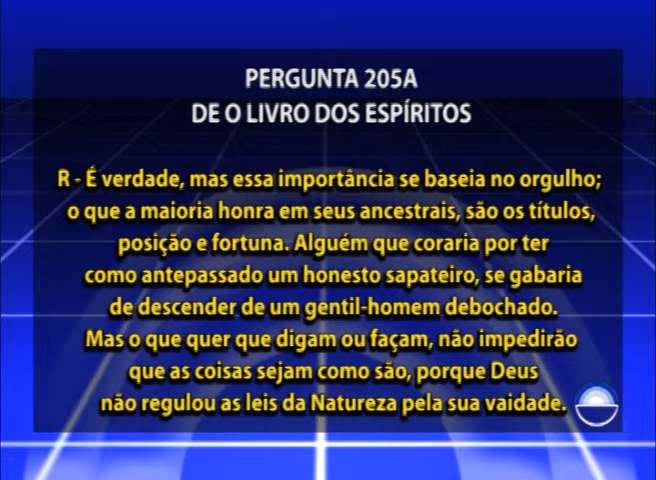 PERGUNTA 205A
DE O LIVRO DOS ESPÍRITOS
R - É verdade, mas essa importância se baseia no orgulho;
o que a maioria honra em seus ancestrais, são os títulos,
posição e fortuna. Alguém que coraria por ter
como antepassado um honesto sapateiro, se gabaria
de descender de um gentil-homem debochado.
Mas o que quer que digam ou façam, não impedirão
que as coisas sejam como são, porque Deus
não regulou as leis da Natureza pela sua vaidade.